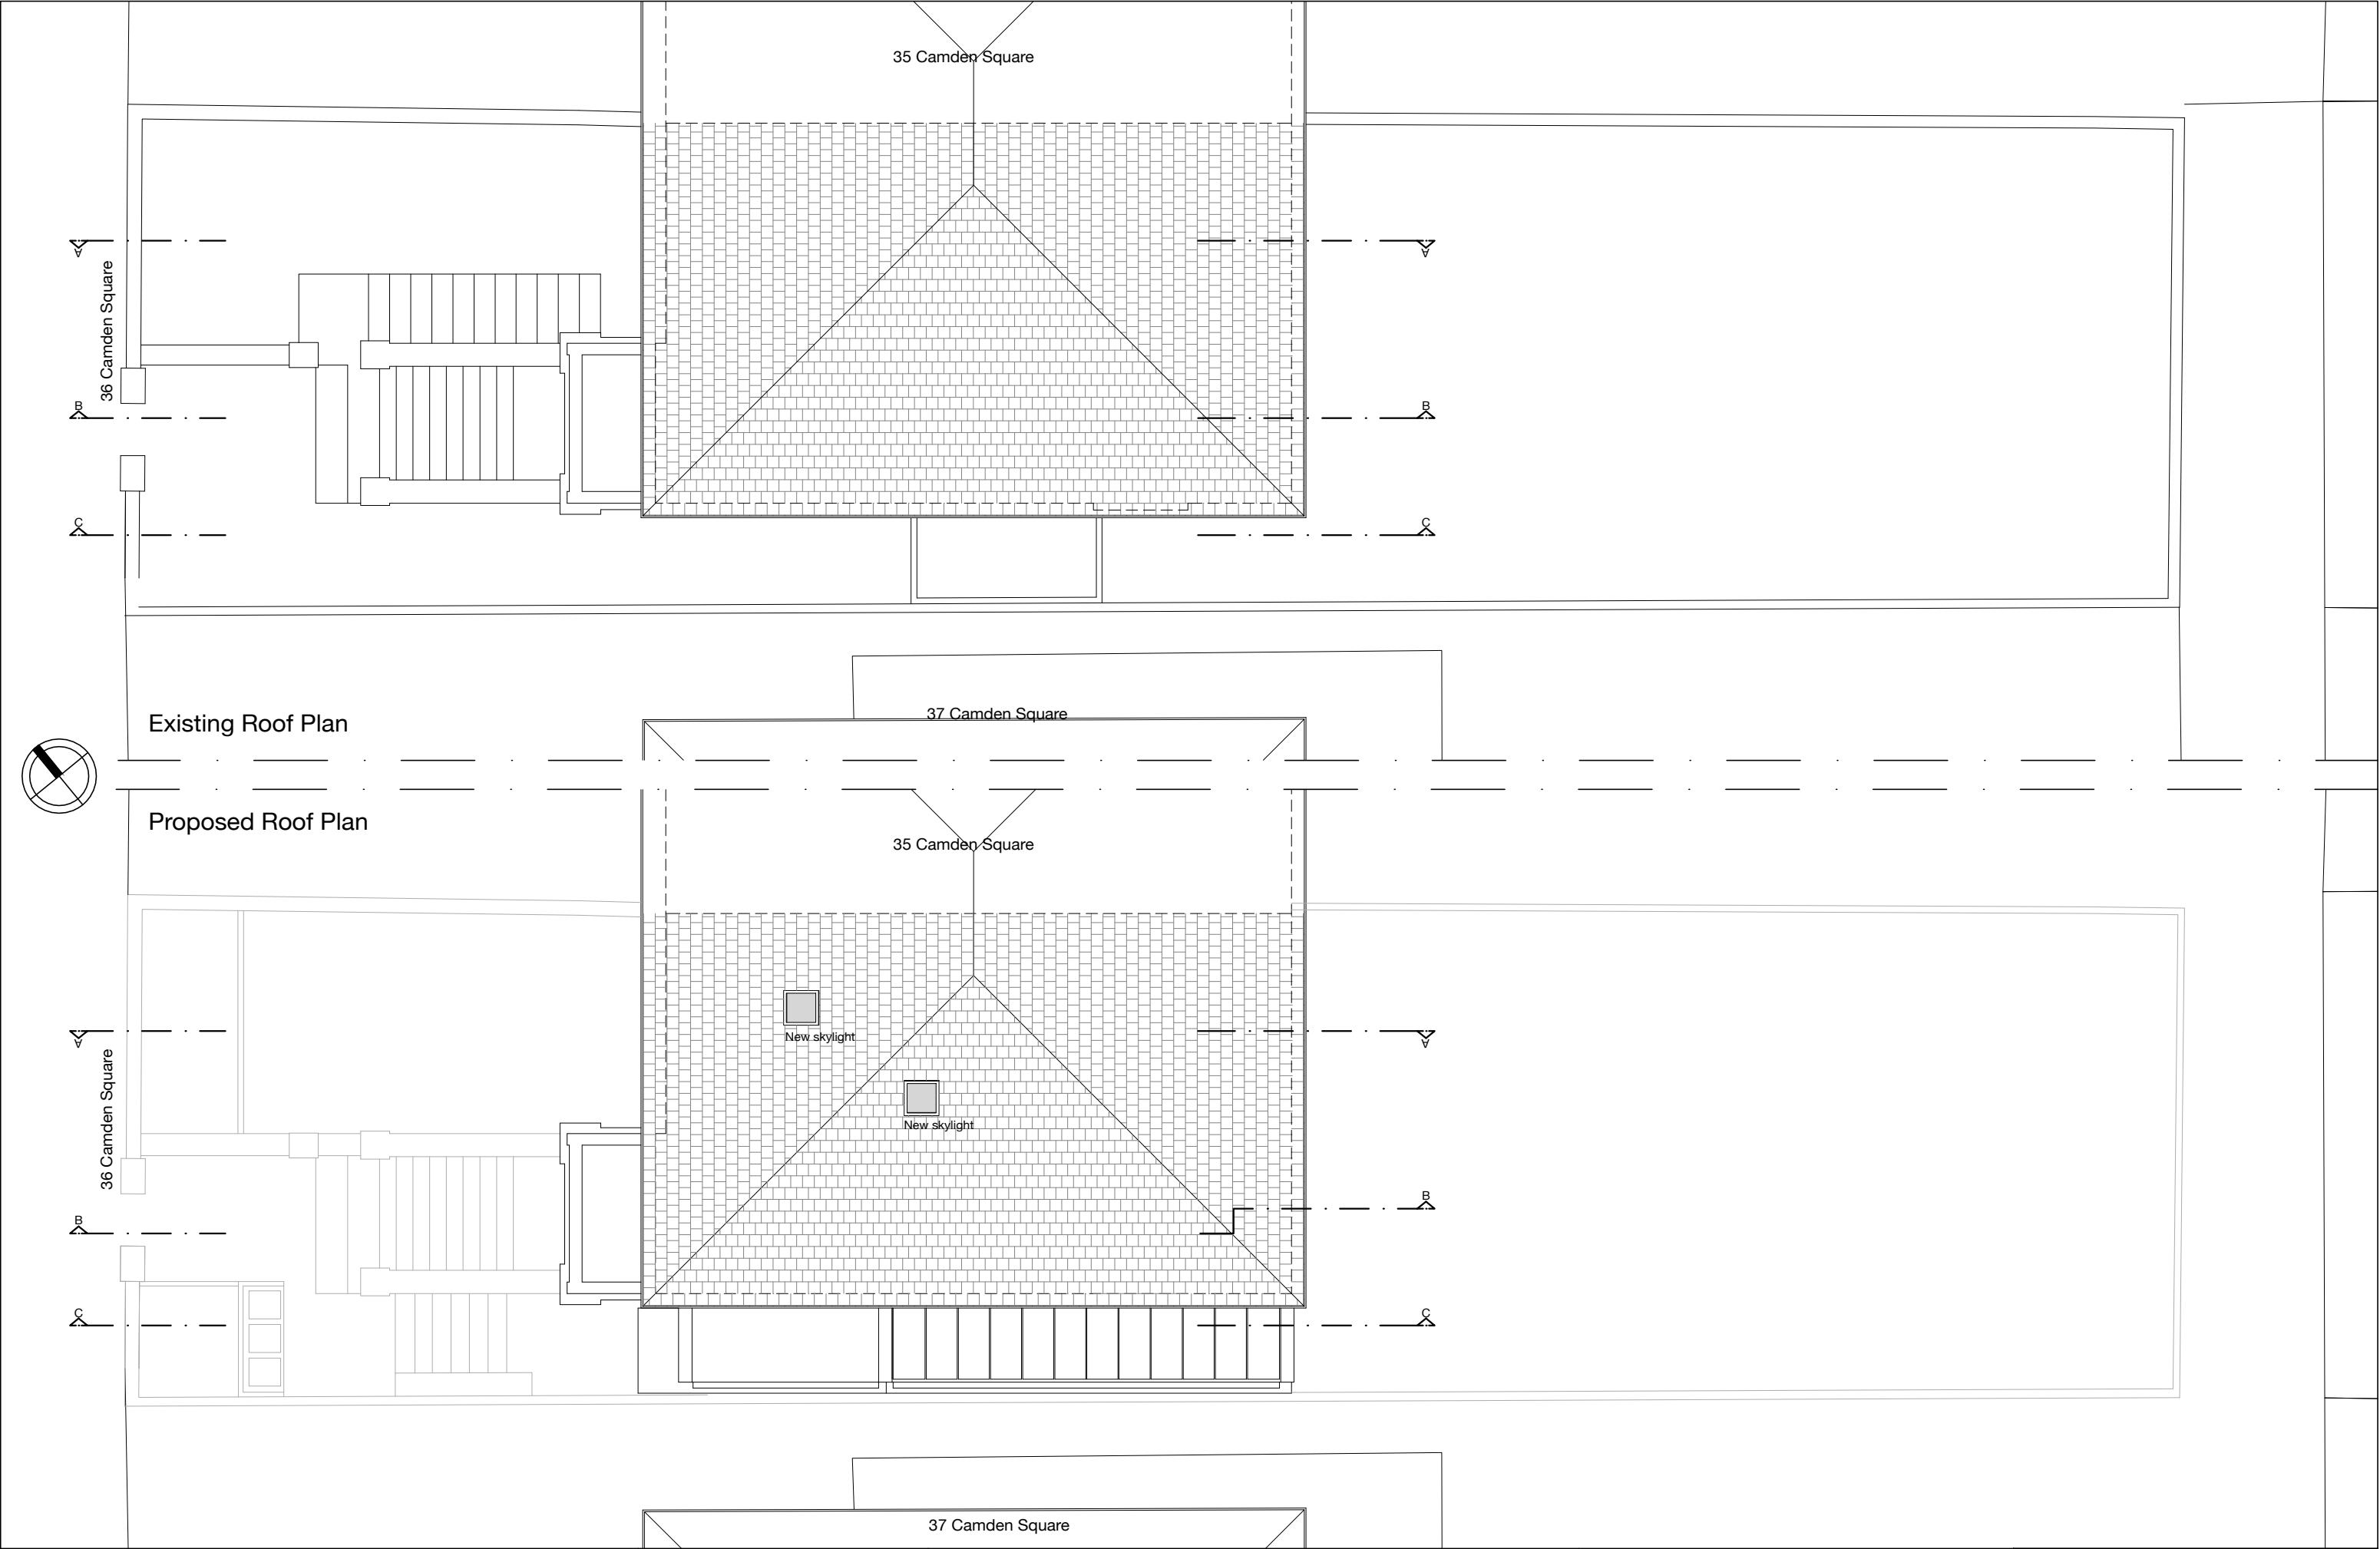 35 Camden Square
A
A
36 Camden Square
B
B
C
C
37 Camden Square
Existing Roof Plan
Proposed Roof Plan
35 Camden Square
New skylight
A
A
36 Camden Square
New skylight
B
B
C
C
37 Camden Square